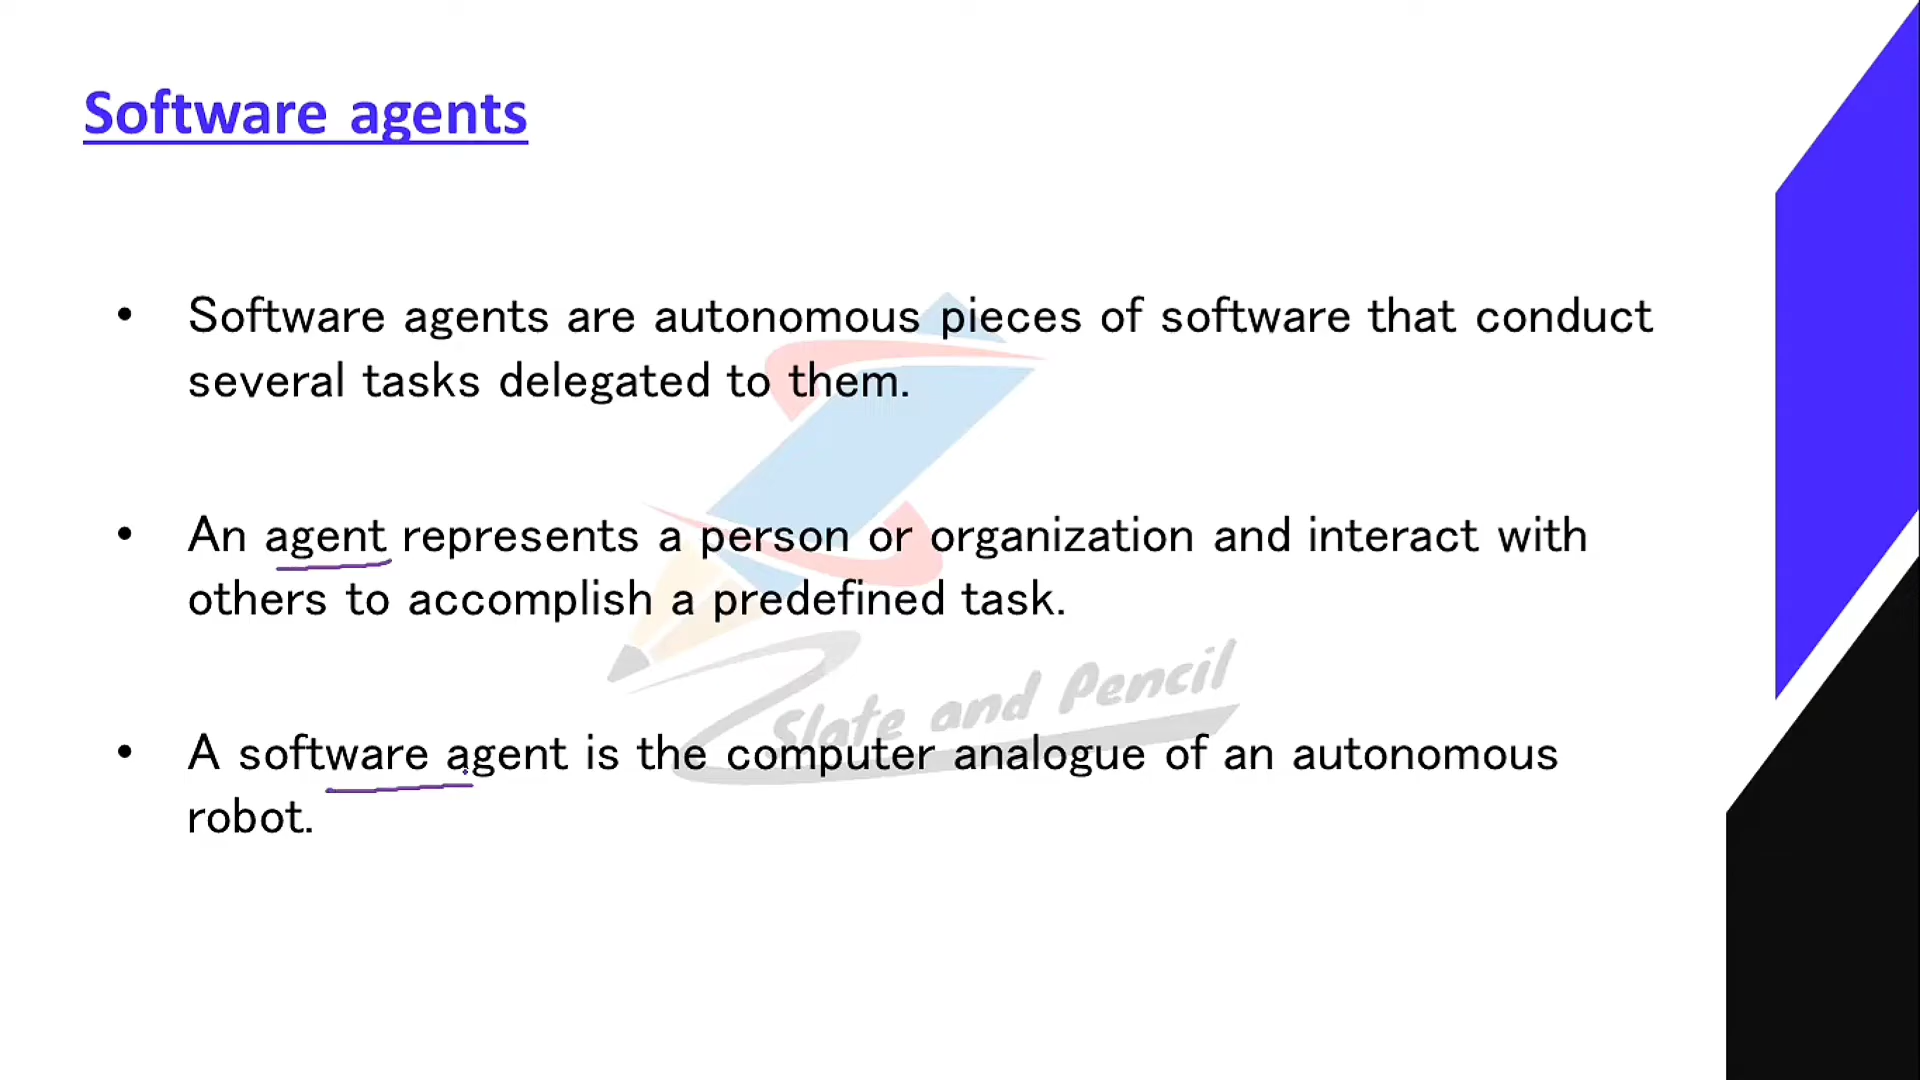 Software agents
• Software agents are autonomous pieces of software that conduct
several tasks delegated to them.
• An agent represents a person or organization and interact with
others to accomplish a predefined task.
Slate and Pencil
• A software agent is the computer analogue of an autonomous
robot.